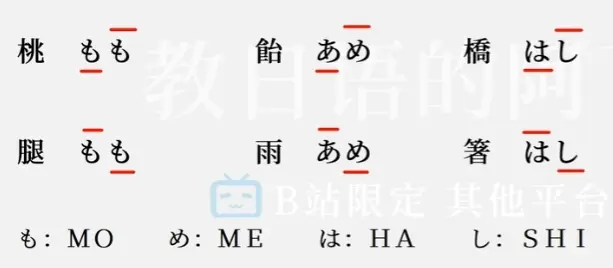 桃 もも 飴 あめ 橋 はし
腿 もも 雨 あめ 箸 はし
も：MO め：ME は：HA し：SHI
教日语的阿
B站限定 其他平台